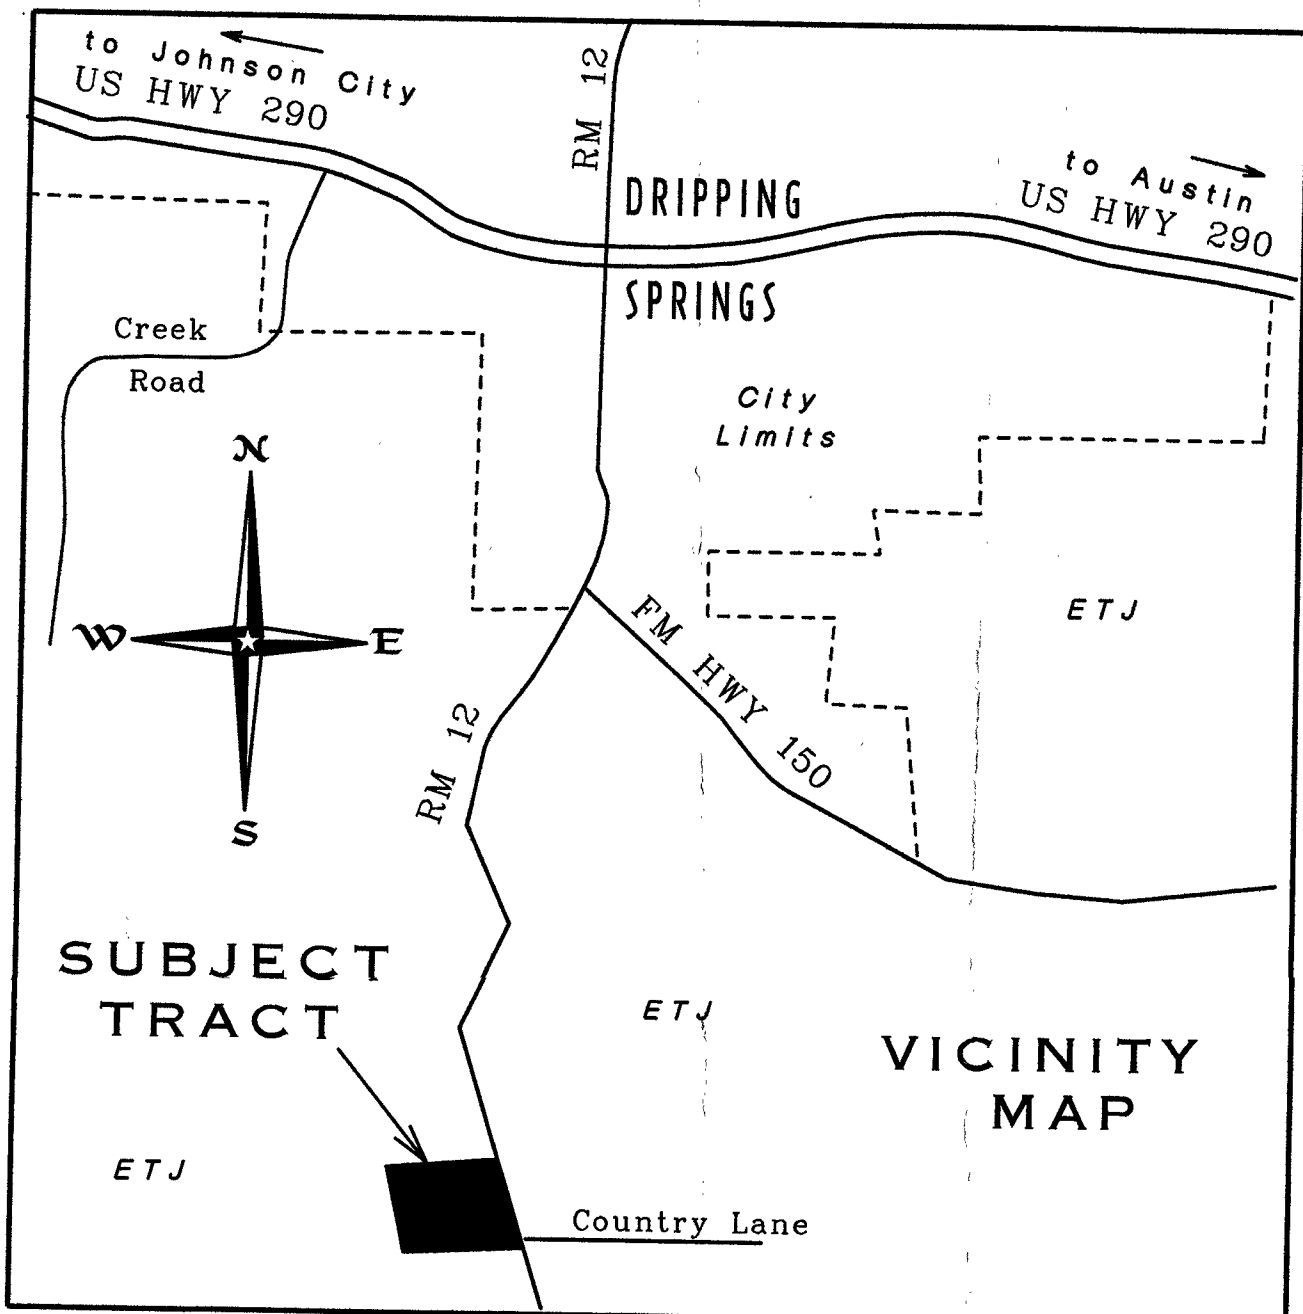 to Johnson City
US HWY 290
RM 12
to Austin
US HWY 290
DRIPPING
SPRINGS
Creek
Road
City
Limits
N
W
E
S
ETJ
FM HWY 150
RM 12
SUBJECT
TRACT
ETJ
VICINITY
MAP
ETJ
Country Lane